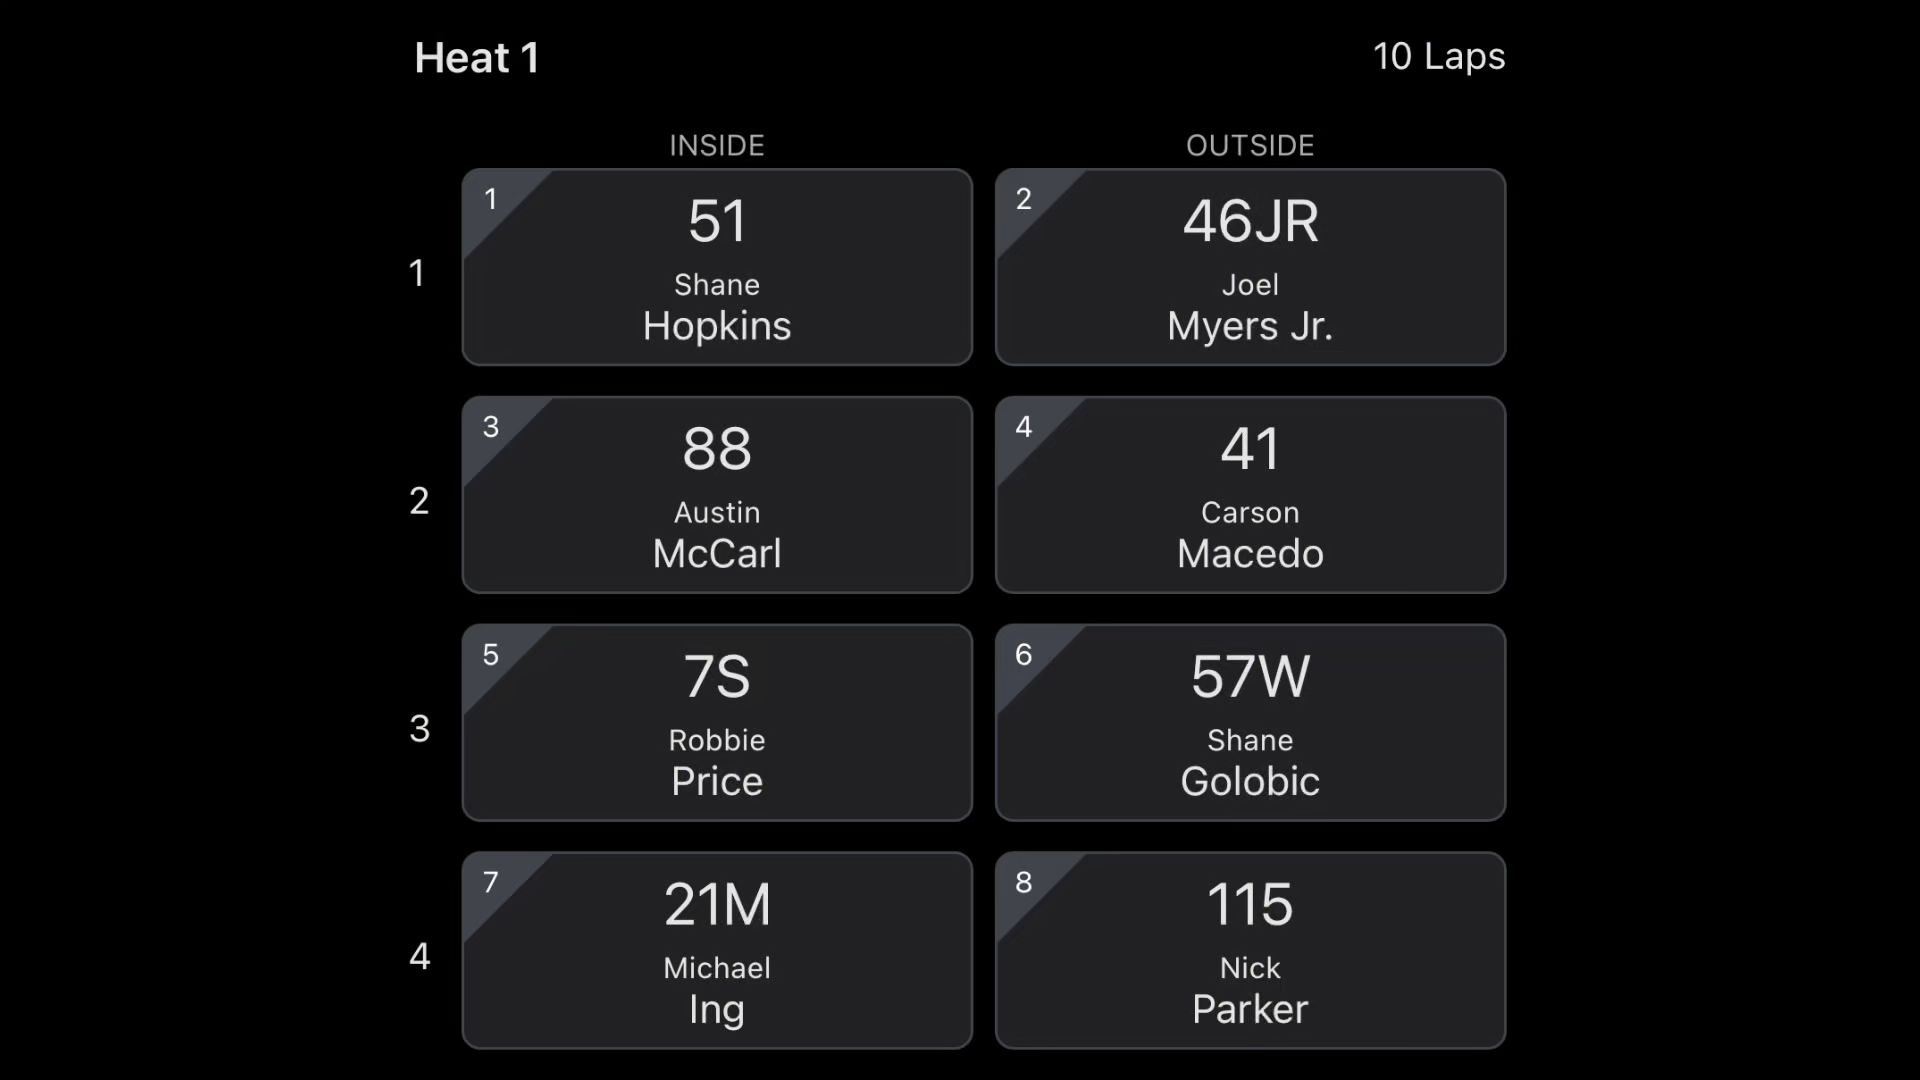 Heat 1
10 Laps
INSIDE
OUTSIDE
1
1
51
Shane
Hopkins
2
46JR
Joel
Myers Jr.
2
3
88
Austin
McCarl
4
41
Carson
Macedo
3
5
7S
Robbie
Price
6
57W
Shane
Golobic
4
7
21M
Michael
Ing
8
115
Nick
Parker